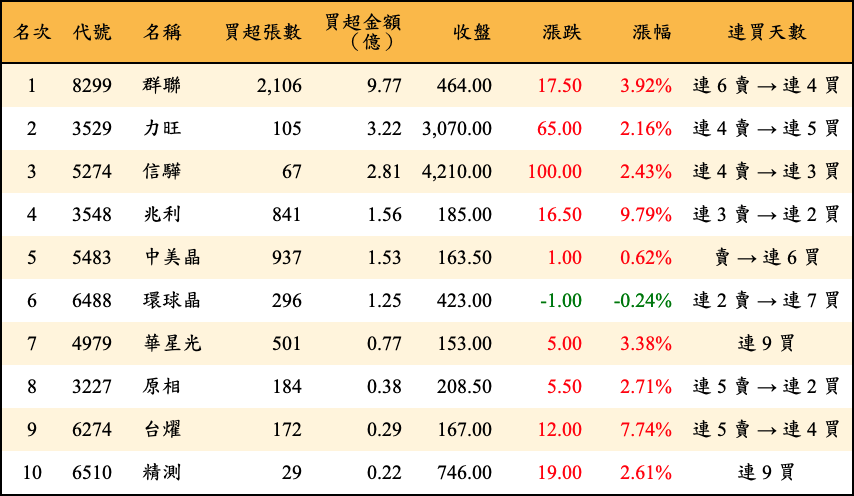 名次 代號 名稱 買超張數 買超金額（億） 收盤 漲跌 漲幅 連買天數
1 8299 群聯 2,106 9.77 464.00 17.50 3.92% 連 6 賣 → 連 4 買
2 3529 力旺 105 3.22 3,070.00 65.00 2.16% 連 4 賣 → 連 5 買
3 5274 信驊 67 2.81 4,210.00 100.00 2.43% 連 4 賣 → 連 3 買
4 3548 兆利 841 1.56 185.00 16.50 9.79% 連 3 賣 → 連 2 買
5 5483 中美晶 937 1.53 163.50 1.00 0.62% 賣 → 連 6 買
6 6488 環球晶 296 1.25 423.00 -1.00 -0.24% 連 2 賣 → 連 7 買
7 4979 華星光 501 0.77 153.00 5.00 3.38% 連 9 買
8 3227 原相 184 0.38 208.50 5.50 2.71% 連 5 賣 → 連 2 買
9 6274 台燿 172 0.29 167.00 12.00 7.74% 連 5 賣 → 連 4 買
10 6510 精測 29 0.22 746.00 19.00 2.61% 連 9 買